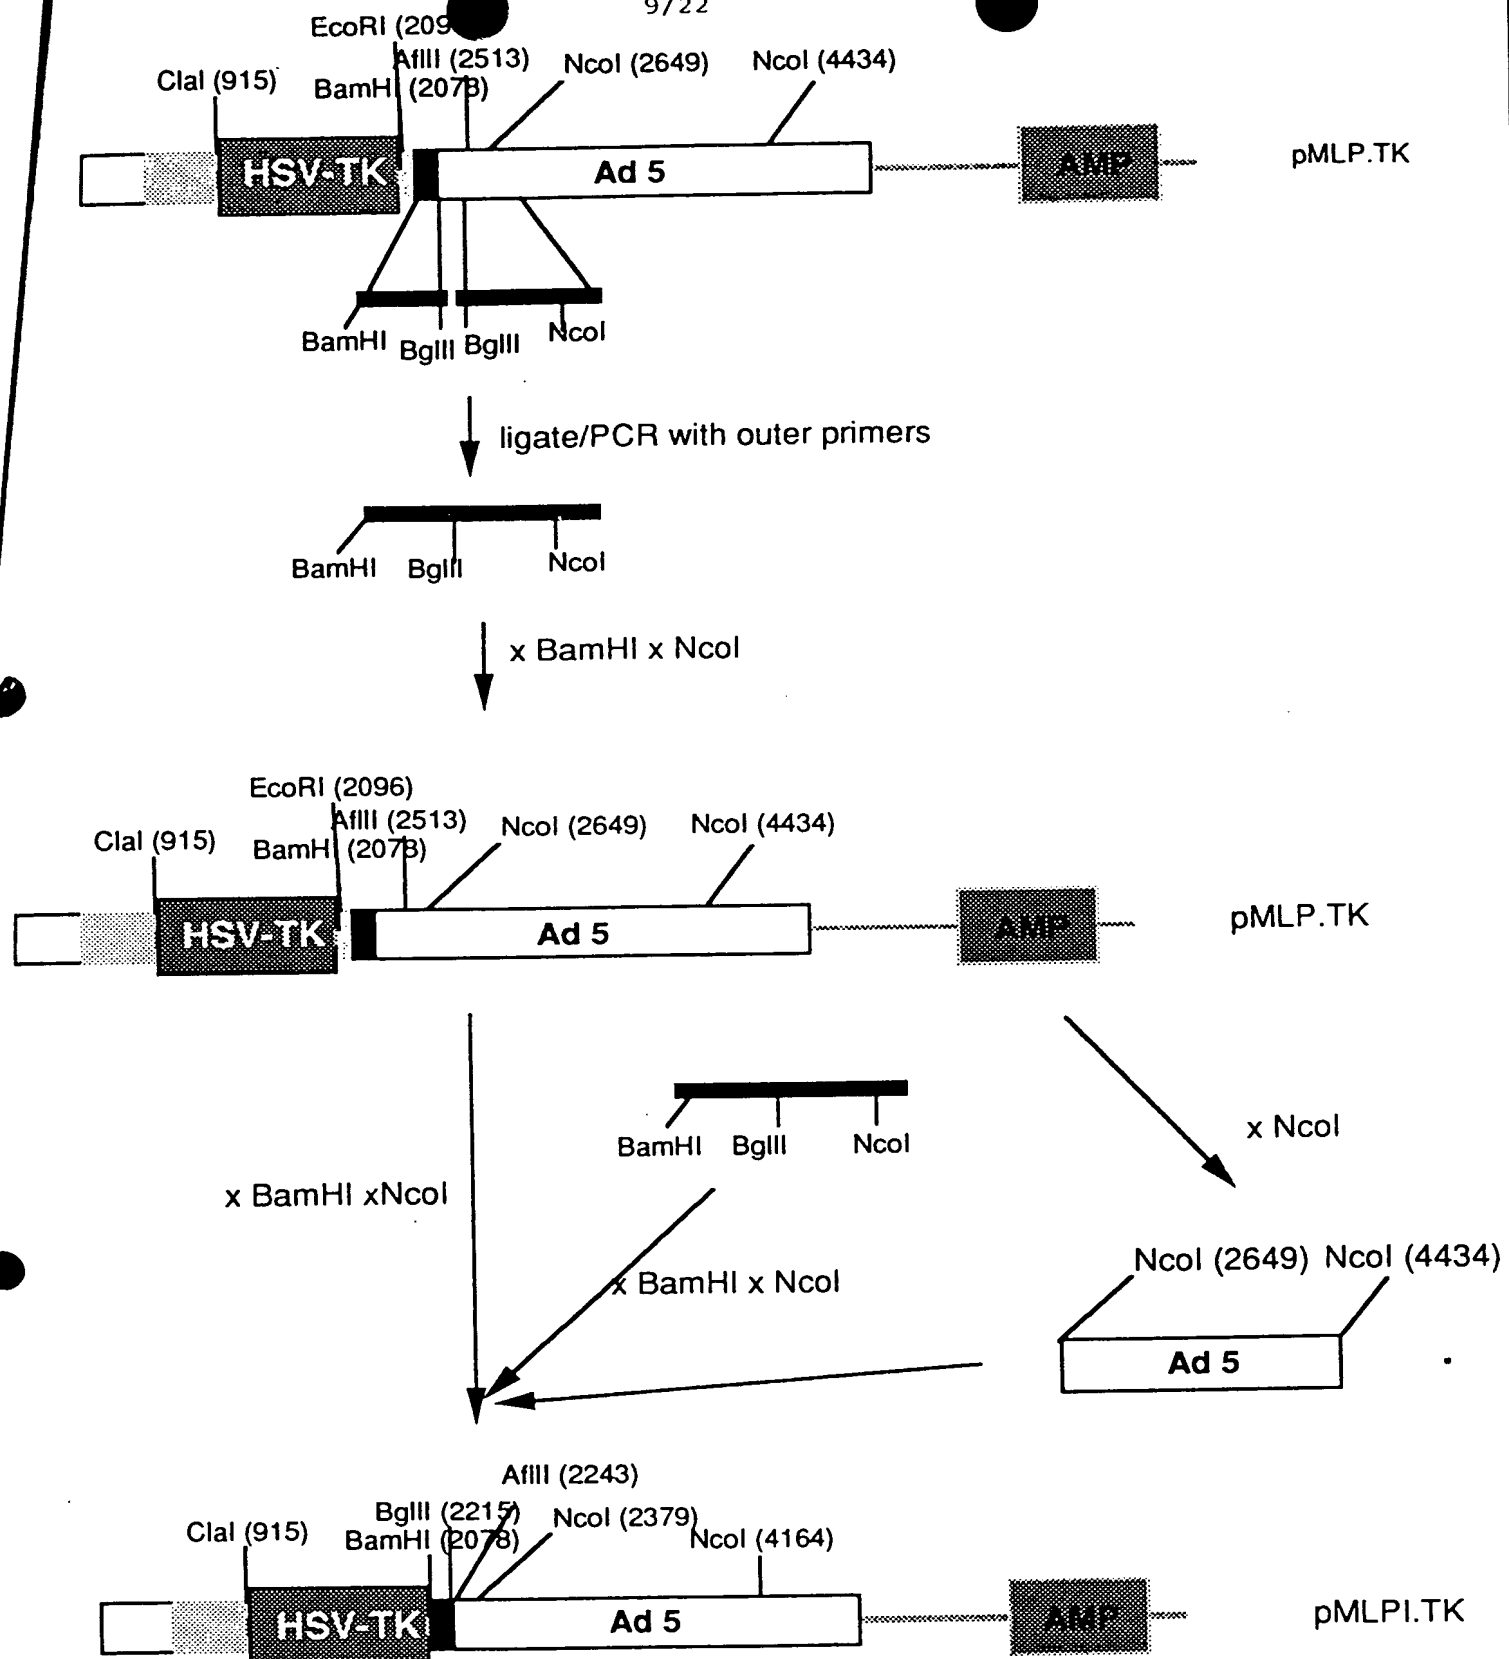 9/22
EcoRI (209
AflII (2513)
NcoI (2649)
NcoI (4434)
ClaI (915)
BamHI (2078)
HSV-TK
Ad 5
AMP
pMLP.TK
BamHI
BglII
BglII
NcoI
ligate/PCR with outer primers
BamHI
BglII
NcoI
x BamHI x NcoI
EcoRI (2096)
AflII (2513)
NcoI (2649)
NcoI (4434)
ClaI (915)
BamHI (2078)
HSV-TK
Ad 5
AMP
pMLP.TK
BamHI
BglII
NcoI
x NcoI
x BamHI xNcoI
x BamHI x NcoI
NcoI (2649) NcoI (4434)
Ad 5
AflII (2243)
BglII (2215)
NcoI (2379)
ClaI (915)
BamHI (2078)
NcoI (4164)
HSV-TK
Ad 5
AMP
pMLPI.TK